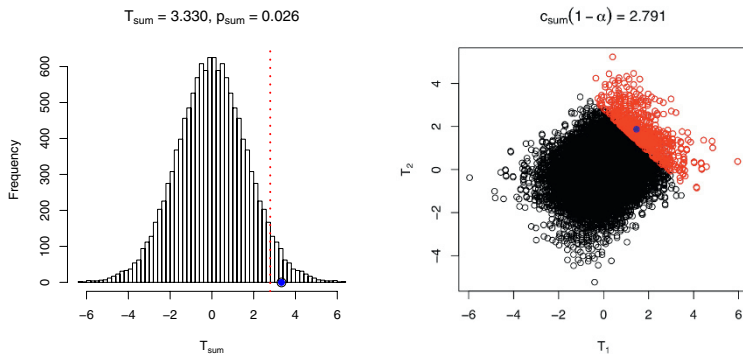 T_sum = 3.330, p_sum = 0.026
Frequency
600
500
400
300
200
100
0
−6 −4 −2 0 2 4 6
T_sum
c_sum(1 − α) = 2.791
T_2
4
2
0
−2
−4
−6 −4 −2 0 2 4 6
T_1